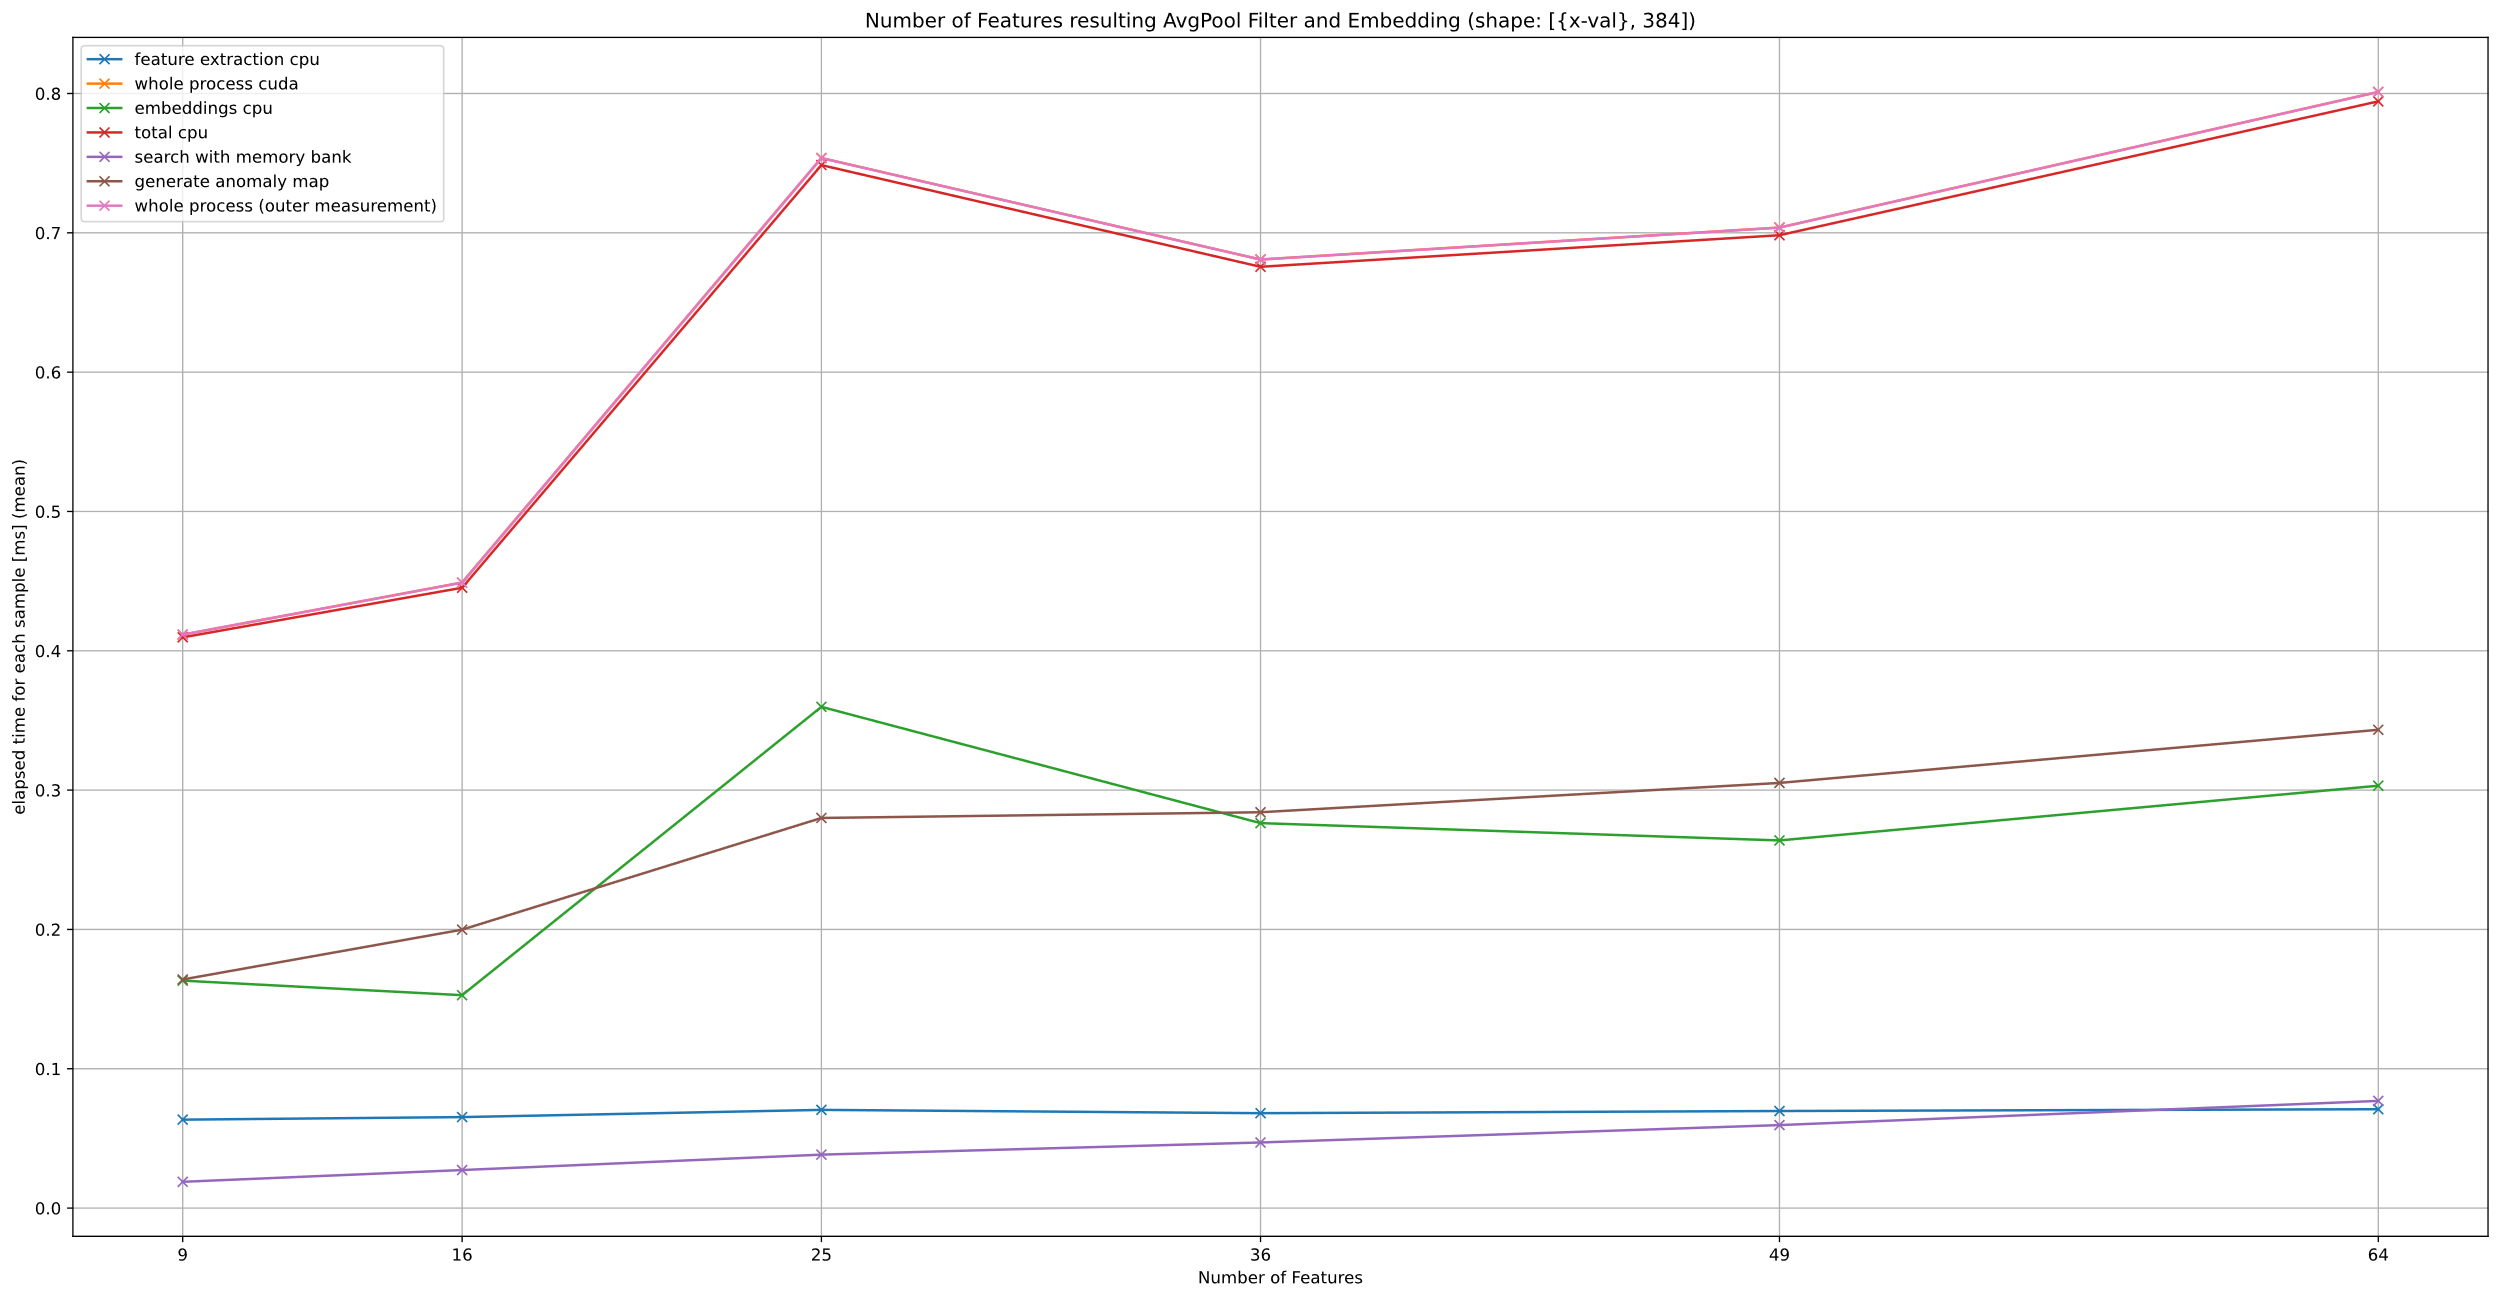 Number of Features resulting AvgPool Filter and Embedding (shape: [{x-val}, 384])
feature extraction cpu
whole process cuda
embeddings cpu
total cpu
search with memory bank
generate anomaly map
whole process (outer measurement)
elapsed time for each sample [ms] (mean)
0.8
0.7
0.6
0.5
0.4
0.3
0.2
0.1
0.0
9 16 25 36 49 64
Number of Features